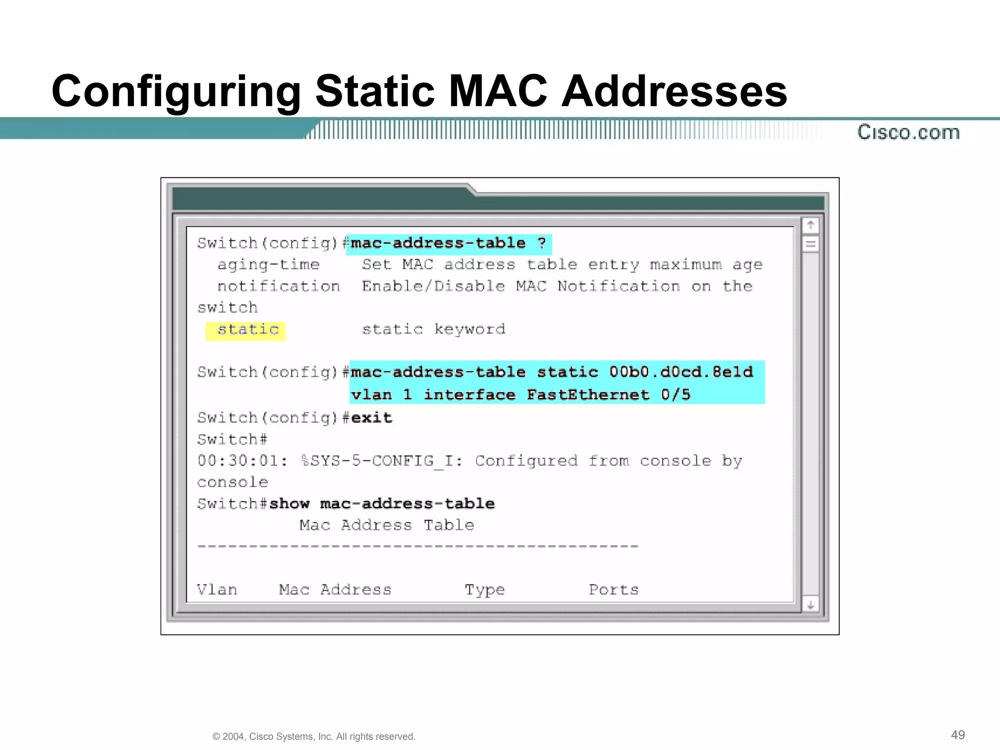 Configuring Static MAC Addresses
Cisco.com
Switch(config)#mac-address-table ?
aging-time Set MAC address table entry maximum age
notification Enable/Disable MAC Notification on the
switch
static static keyword
Switch(config)#mac-address-table static 00b0.d0cd.8e1d
vlan 1 interface FastEthernet 0/5
Switch(config)#exit
Switch#
00:30:01: %SYS-5-CONFIG_I: Configured from console by
console
Switch#show mac-address-table
Mac Address Table
-------------------------------------------
Vlan Mac Address Type Ports
© 2004, Cisco Systems, Inc. All rights reserved.
49